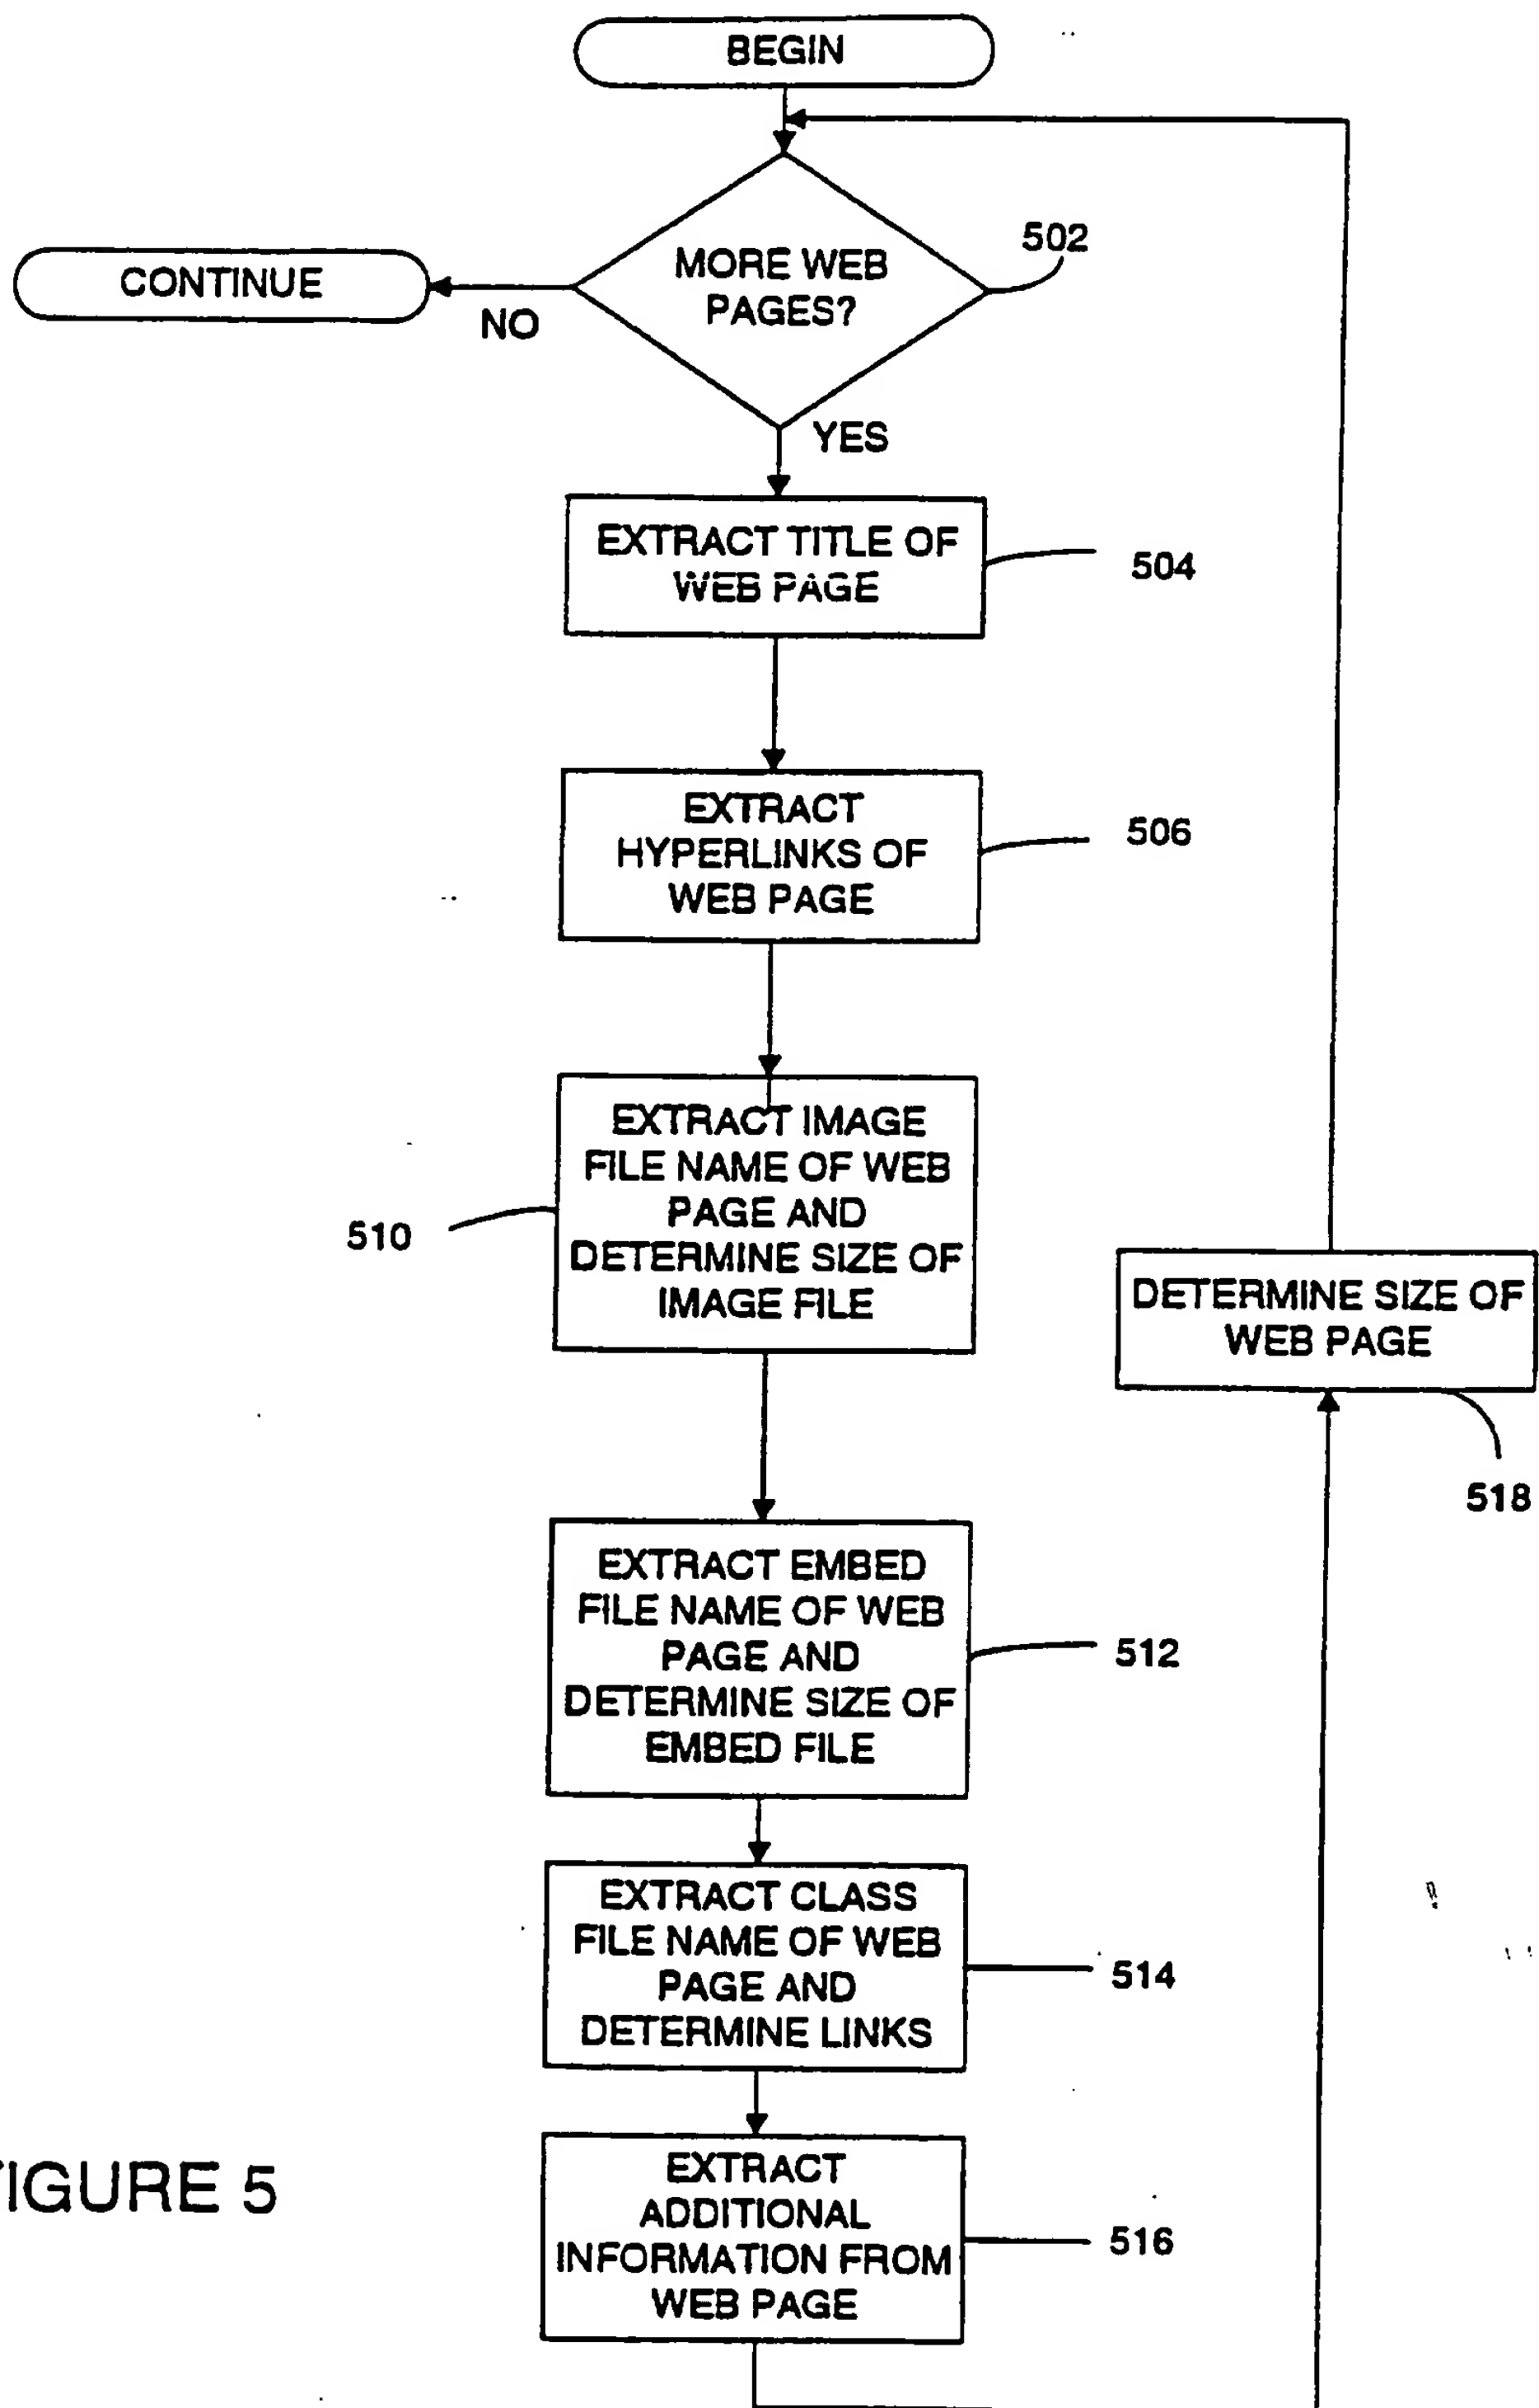 BEGIN
MORE WEB
PAGES?
502
CONTINUE
NO
YES
EXTRACT TITLE OF
WEB PAGE
504
EXTRACT
HYPERLINKS OF
WEB PAGE
506
EXTRACT IMAGE
FILE NAME OF WEB
PAGE AND
DETERMINE SIZE OF
IMAGE FILE
510
DETERMINE SIZE OF
WEB PAGE
518
EXTRACT EMBED
FILE NAME OF WEB
PAGE AND
DETERMINE SIZE OF
EMBED FILE
512
EXTRACT CLASS
FILE NAME OF WEB
PAGE AND
DETERMINE LINKS
514
EXTRACT
ADDITIONAL
INFORMATION FROM
WEB PAGE
516
IGURE 5